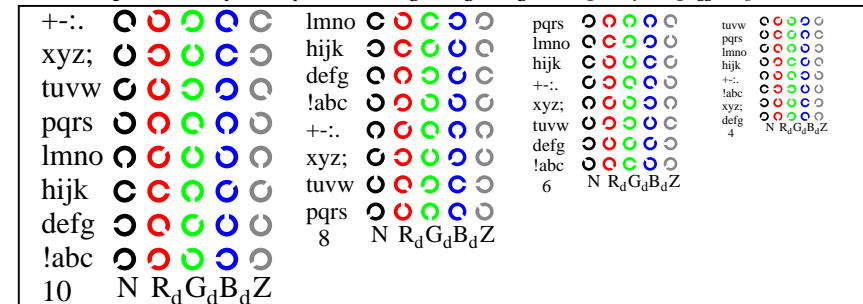 +-:.
xyz;
tuvw
pqrs
lmno
hijk
defg
!abc
10 N RdGdBdZ
lmno
hijk
defg
!abc
+-:.
xyz;
tuvw
pqrs
8 N RdGdBdZ
pqrs
lmno
hijk
+-:.
xyz;
tuvw
defg
!abc
6 N RdGdBdZ
tuvw
pqrs
lmno
hijk
+-:.
!abc
xyz;
defg
4 N RdGdBdZ